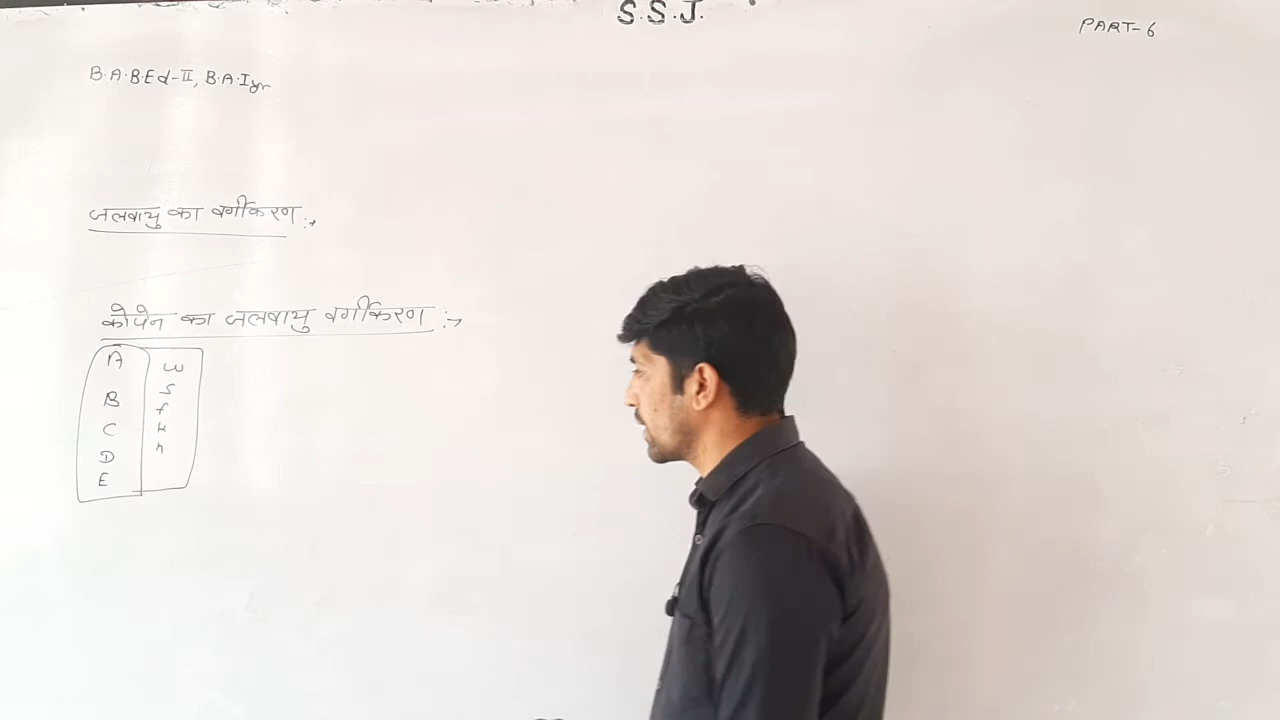 S.S.J.
PART-6
B.A.B.Ed-II, B.A.I yr
जलवायु का वर्गीकरण :→
कोपेन का जलवायु वर्गीकरण :→
A w
B s
C f
D
E